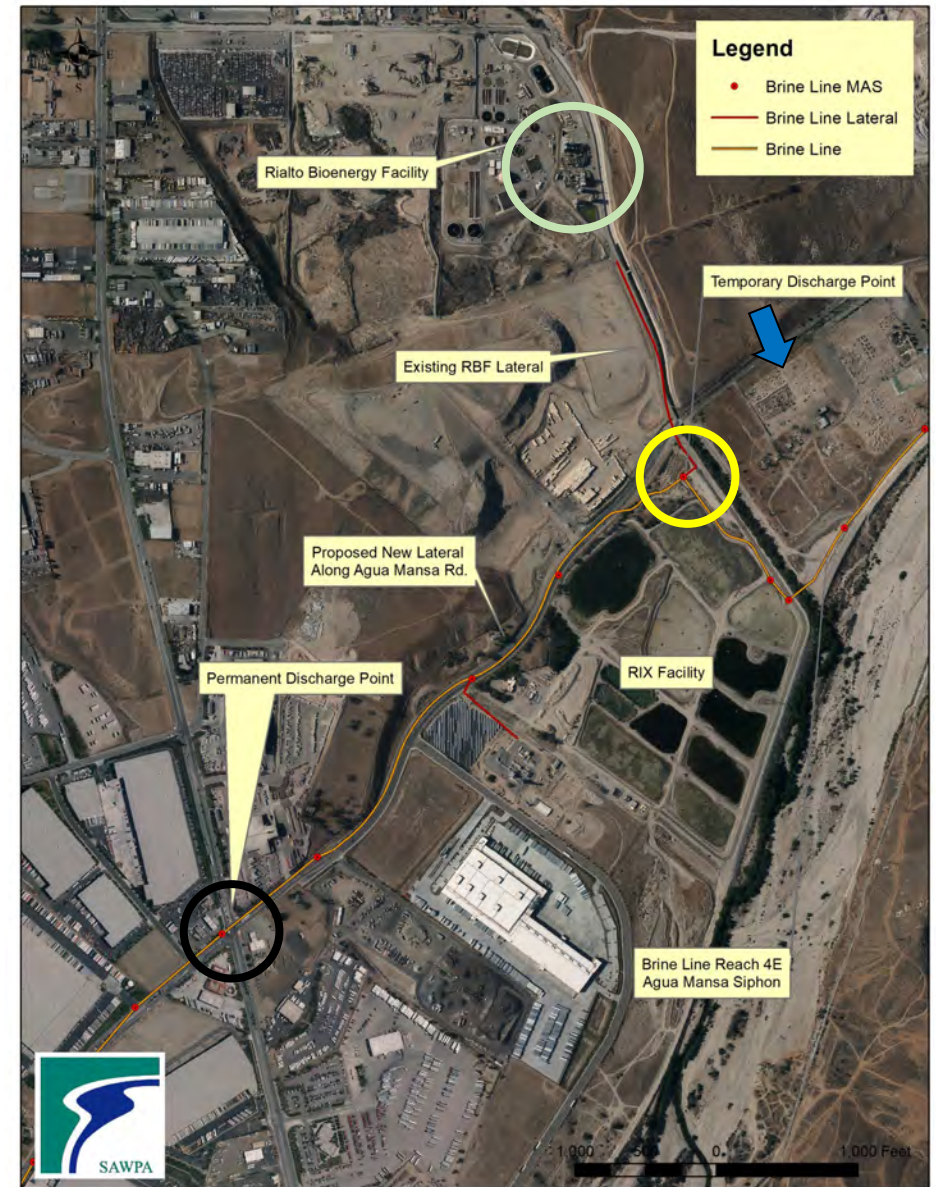 Legend
Brine Line MAS
Brine Line Lateral
Brine Line
Rialto Bioenergy Facility
Temporary Discharge Point
Existing RBF Lateral
Proposed New Lateral
Along Agua Mansa Rd.
RIX Facility
Permanent Discharge Point
Brine Line Reach 4E
Agua Mansa Siphon
SAWPA
1,000 500 0 1,000 Feet